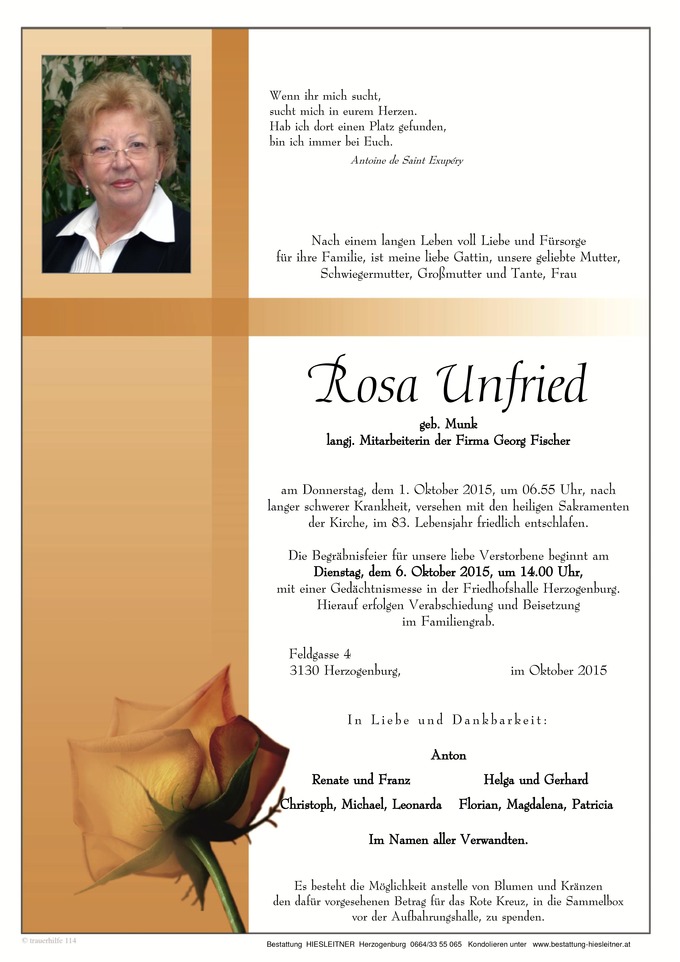 Wenn ihr mich sucht,
sucht mich in eurem Herzen.
Hab ich dort einen Platz gefunden,
bin ich immer bei Euch.
Antoine de Saint Exupéry
Nach einem langen Leben voll Liebe und Fürsorge
für ihre Familie, ist meine liebe Gattin, unsere geliebte Mutter,
Schwiegermutter, Großmutter und Tante, Frau
Rosa Unfried
geb. Munk
langj. Mitarbeiterin der Firma Georg Fischer
am Donnerstag, dem 1. Oktober 2015, um 06.55 Uhr, nach
langer schwerer Krankheit, versehen mit den heiligen Sakramenten
der Kirche, im 83. Lebensjahr friedlich entschlafen.
Die Begräbnisfeier für unsere liebe Verstorbene beginnt am
Dienstag, dem 6. Oktober 2015, um 14.00 Uhr,
mit einer Gedächtnismesse in der Friedhofshalle Herzogenburg.
Hierauf erfolgen Verabschiedung und Beisetzung
im Familiengrab.
Feldgasse 4
3130 Herzogenburg, im Oktober 2015
In Liebe und Dankbarkeit:
Anton
Renate und Franz Helga und Gerhard
Christoph, Michael, Leonarda Florian, Magdalena, Patricia
Im Namen aller Verwandten.
Es besteht die Möglichkeit anstelle von Blumen und Kränzen
den dafür vorgesehenen Betrag für das Rote Kreuz, in die Sammelbox
vor der Aufbahrungshalle, zu spenden.
© trauerhilfe 114
Bestattung HIESLEITNER Herzogenburg 0664/33 55 065 Kondolieren unter www.bestattung-hiesleitner.at